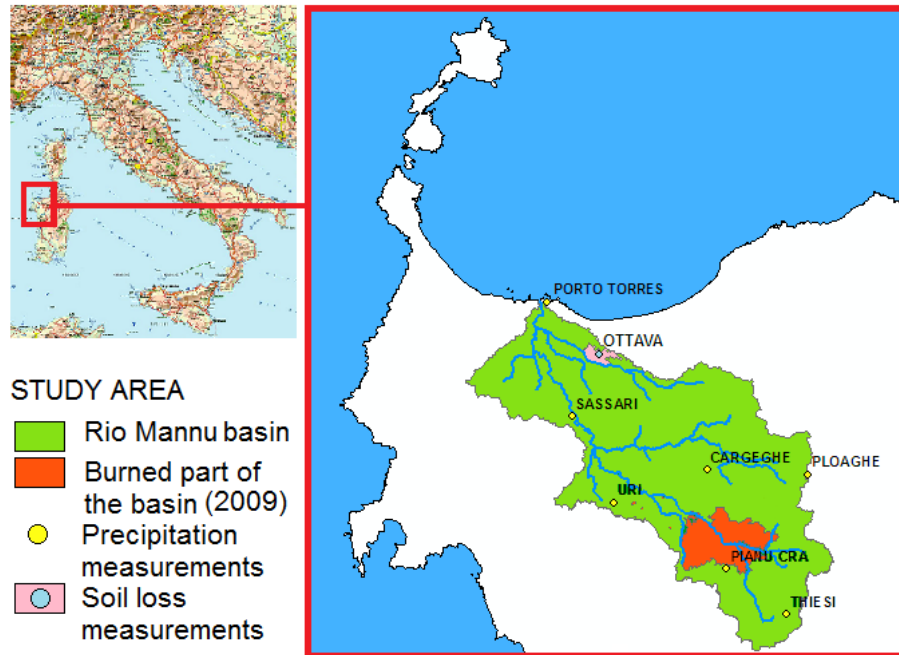 PORTO TORRES
OTTAVA
SASSARI
CARGEGHE
PLOAGHE
URI
PIANU CRA
THIESI
STUDY AREA
Rio Mannu basin
Burned part of
the basin (2009)
Precipitation
measurements
Soil loss
measurements